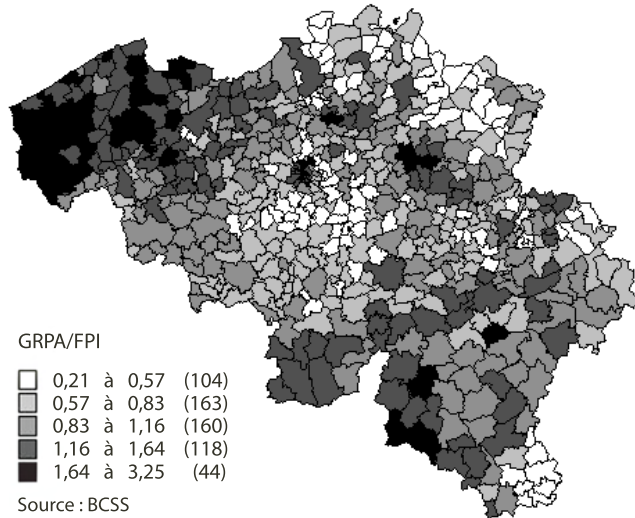 GRPA/FPI
0,21 à 0,57 (104)
0,57 à 0,83 (163)
0,83 à 1,16 (160)
1,16 à 1,64 (118)
1,64 à 3,25 (44)
Source : BCSS